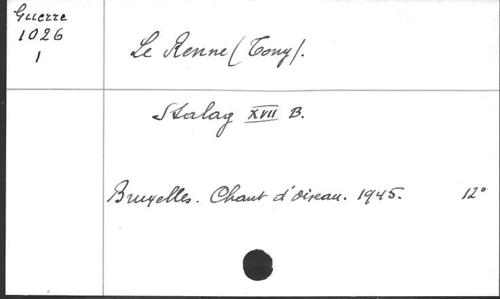 Guerre
1026
1
Le Renne (Tony).
Stalag XVII B.
Bruxelles. Chant d'oiseau. 1945. 12°